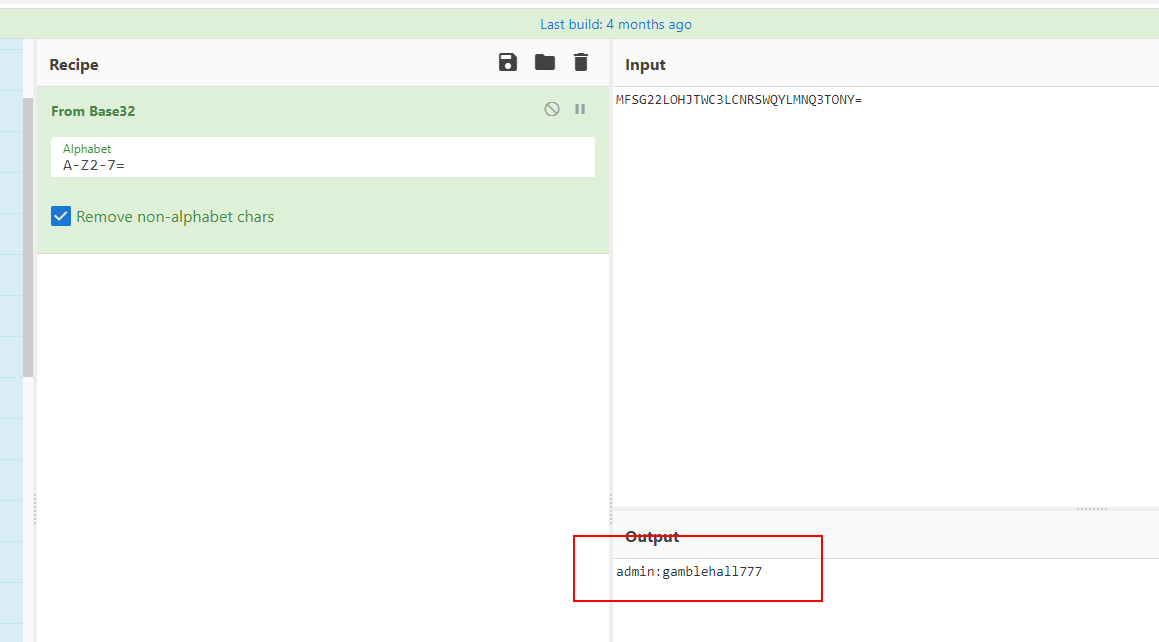 Last build: 4 months ago
Recipe
From Base32
Alphabet
A-Z2-7=
Remove non-alphabet chars
Input
MFSG22LOHJTWC3LCNRSWQYLMNQ3TONY=
Output
admin:gamblehall777